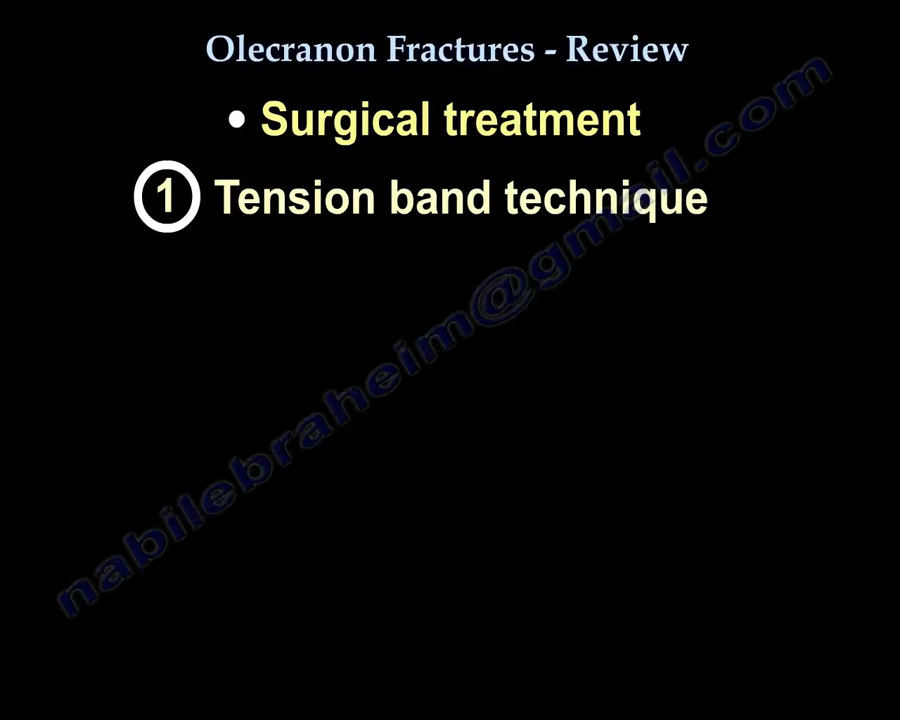 Olecranon Fractures - Review
• Surgical treatment
1 Tension band technique
nabilebraheim@gmail.com